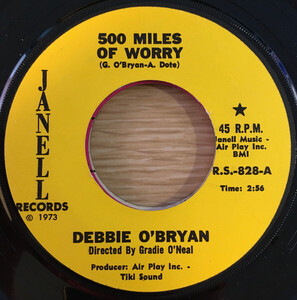 500 MILES
OF WORRY
(G. O'Bryan-A. Dote)
JANELL
RECORDS
© 1973
★
45 R.P.M.
Janell Music -
Air Play Inc.
BMI
R.S.-828-A
Time: 2:56
DEBBIE O'BRYAN
Directed By Gradie O'Neal
Producer: Air Play Inc. -
Tiki Sound